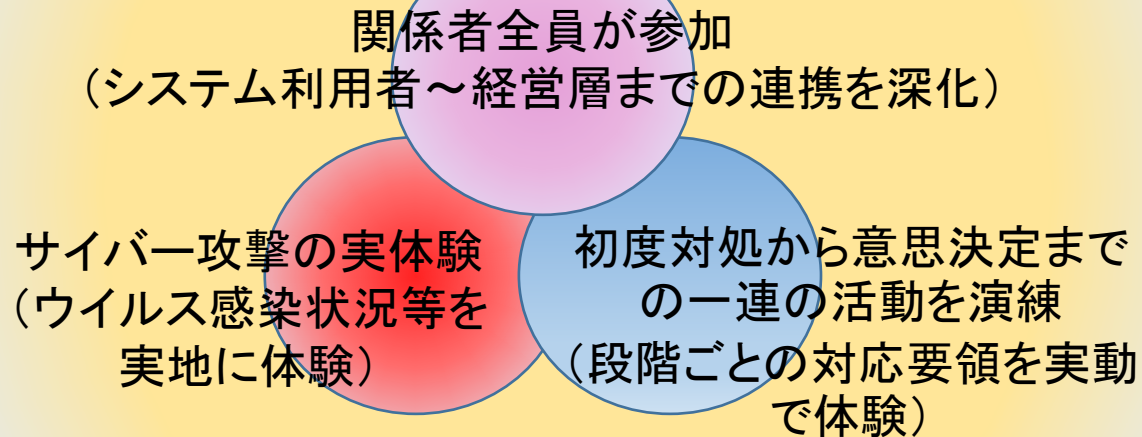 関係者全員が参加
（システム利用者～経営層までの連携を深化）
サイバー攻撃の実体験
（ウイルス感染状況等を
実地に体験）
初度対処から意思決定まで
の一連の活動を演練
（段階ごとの対応要領を実動
で体験）